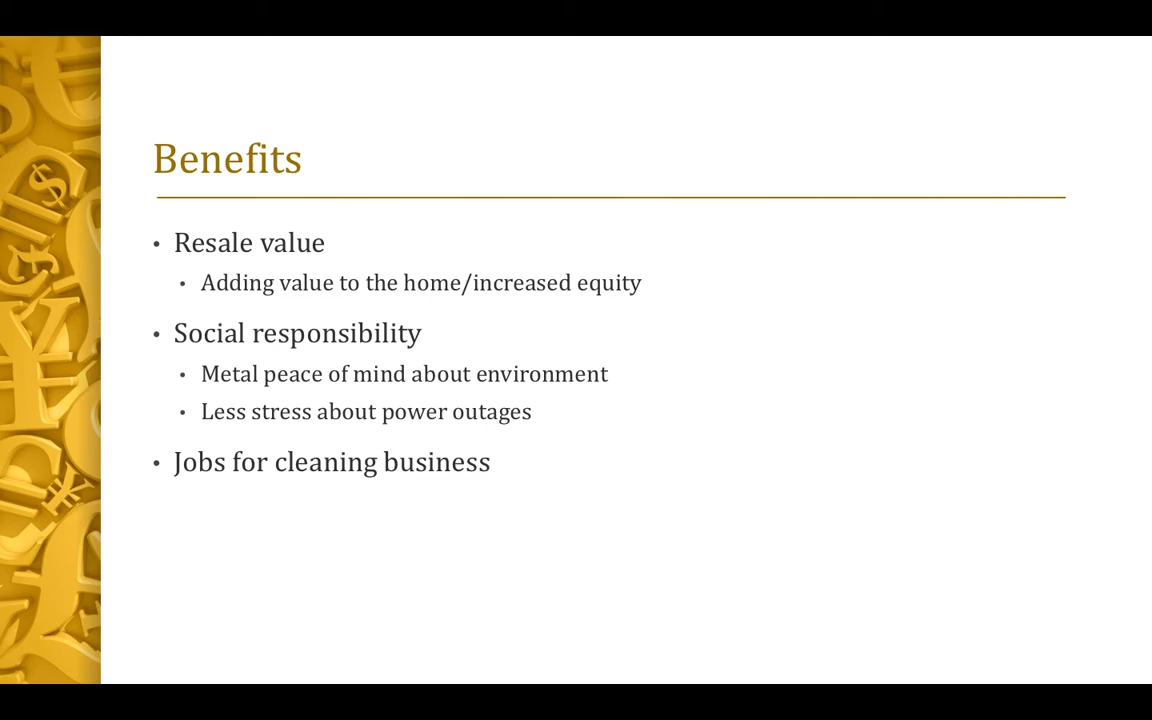 Benefits
• Resale value
• Adding value to the home/increased equity
• Social responsibility
• Metal peace of mind about environment
• Less stress about power outages
• Jobs for cleaning business